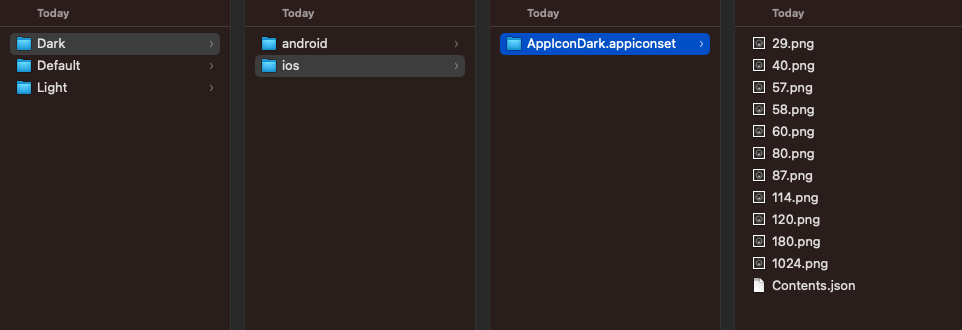 Today
Dark
Default
Light
Today
android
ios
Today
AppIconDark.appiconset
Today
29.png
40.png
57.png
58.png
60.png
80.png
87.png
114.png
120.png
180.png
1024.png
Contents.json